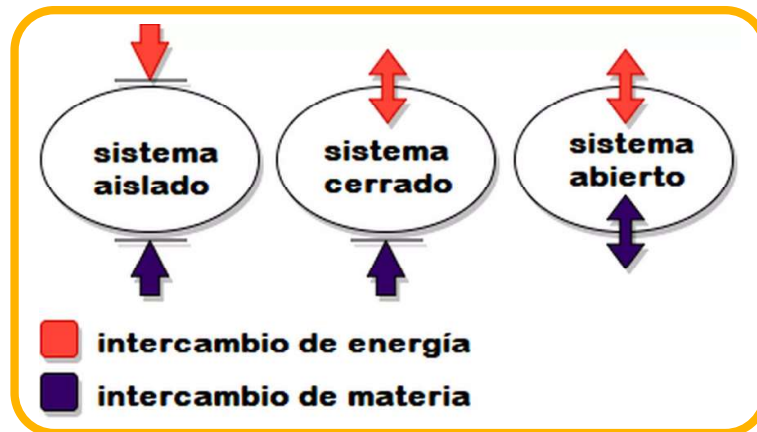 sistema
aislado
sistema
cerrado
sistema
abierto
intercambio de energía
intercambio de materia